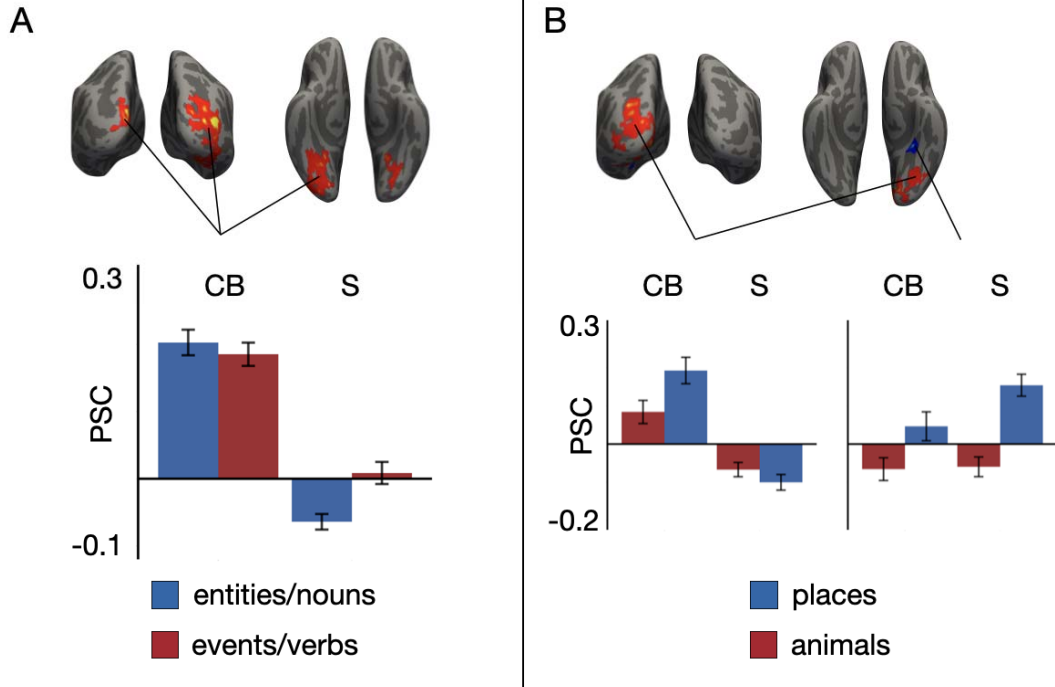 A
0.3
CB
S
PSC
-0.1
entities/nouns
events/verbs
B
CB
S
CB
S
0.3
PSC
-0.2
places
animals